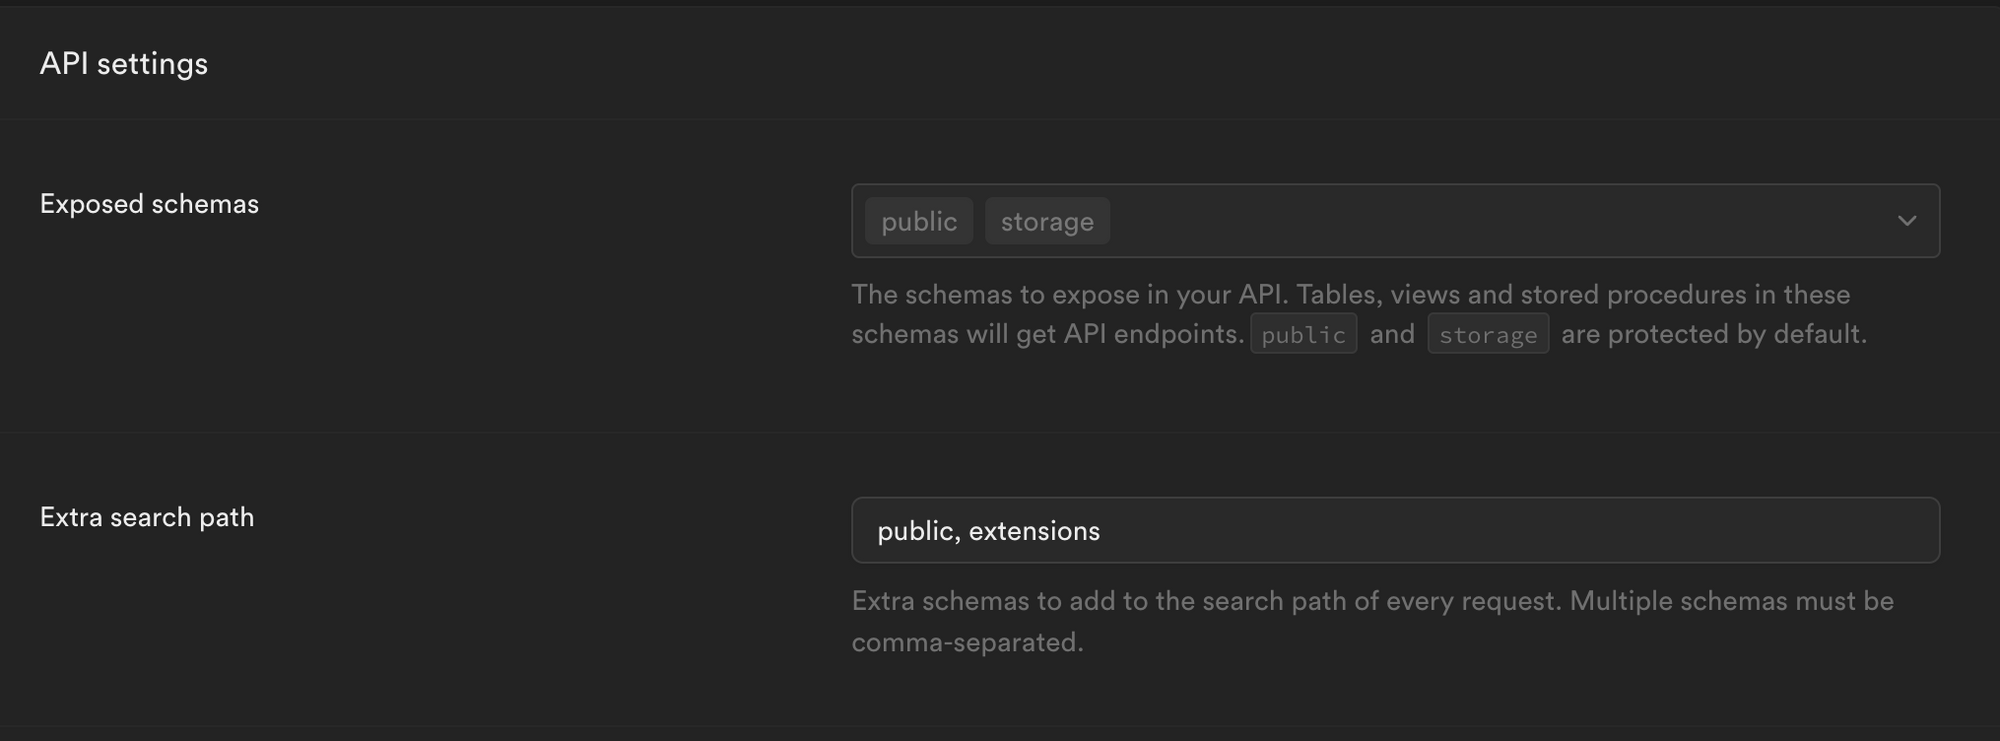 API settings
Exposed schemas
public storage
The schemas to expose in your API. Tables, views and stored procedures in these
schemas will get API endpoints. public and storage are protected by default.
Extra search path
public, extensions
Extra schemas to add to the search path of every request. Multiple schemas must be
comma-separated.